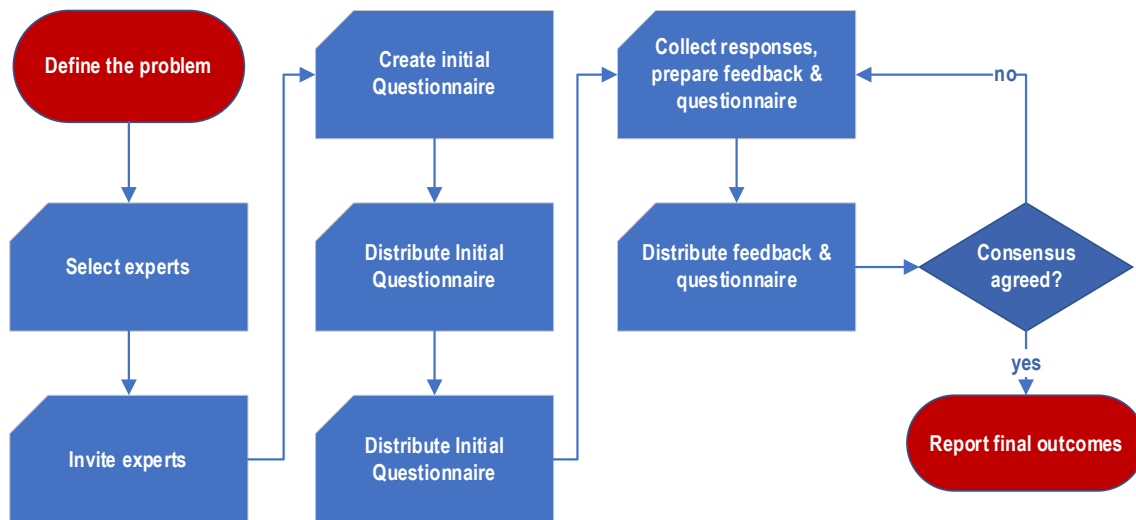 Define the problem
Select experts
Invite experts
Create initial
Questionnaire
Distribute Initial
Questionnaire
Distribute Initial
Questionnaire
Collect responses,
prepare feedback &
questionnaire
Distribute feedback &
questionnaire
Consensus
agreed?
no
yes
Report final outcomes